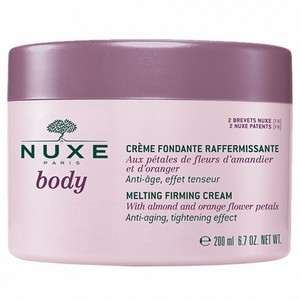 2 BREVETS NUXE
2 NUXE PATENTS
NUXE
PARIS
body
CRÈME FONDANTE RAFFERMISSANTE
Aux pétales de fleurs d'amandier
et d'oranger
Anti-âge, effet tenseur
MELTING FIRMING CREAM
With almond and orange flower petals
Anti-aging, tightening effect
℮ 200 ml 6.7 OZ. NET WT.